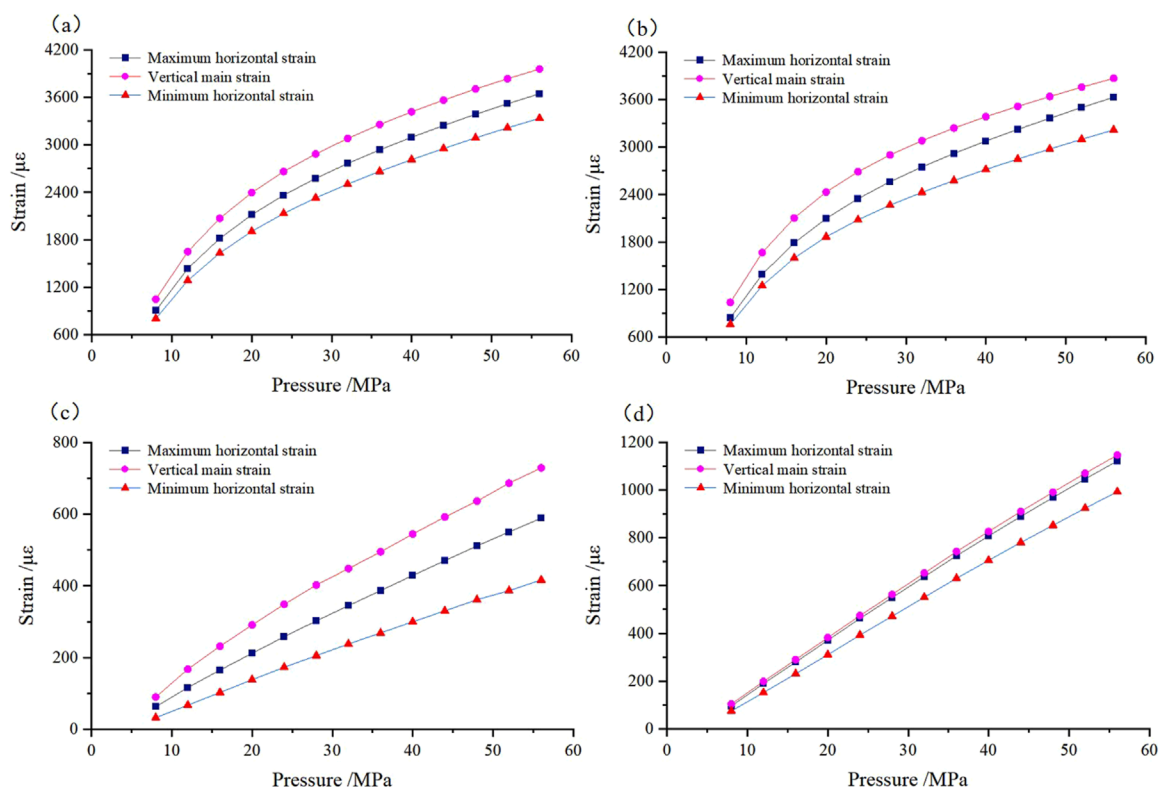 （a）
Maximum horizontal strain
Vertical main strain
Minimum horizontal strain
4200
3600
3000
2400
1800
1200
600
Strain /με
0 10 20 30 40 50 60
Pressure /MPa
（b）
Maximum horizontal strain
Vertical main strain
Minimum horizontal strain
4200
3600
3000
2400
1800
1200
600
Strain /με
0 10 20 30 40 50 60
Pressure /MPa
（c）
Maximum horizontal strain
Vertical main strain
Minimum horizontal strain
800
600
400
200
0
Strain /με
0 10 20 30 40 50 60
Pressure /MPa
（d）
Maximum horizontal strain
Vertical main strain
Minimum horizontal strain
1200
1000
800
600
400
200
0
Strain /με
0 10 20 30 40 50 60
Pressure /MPa